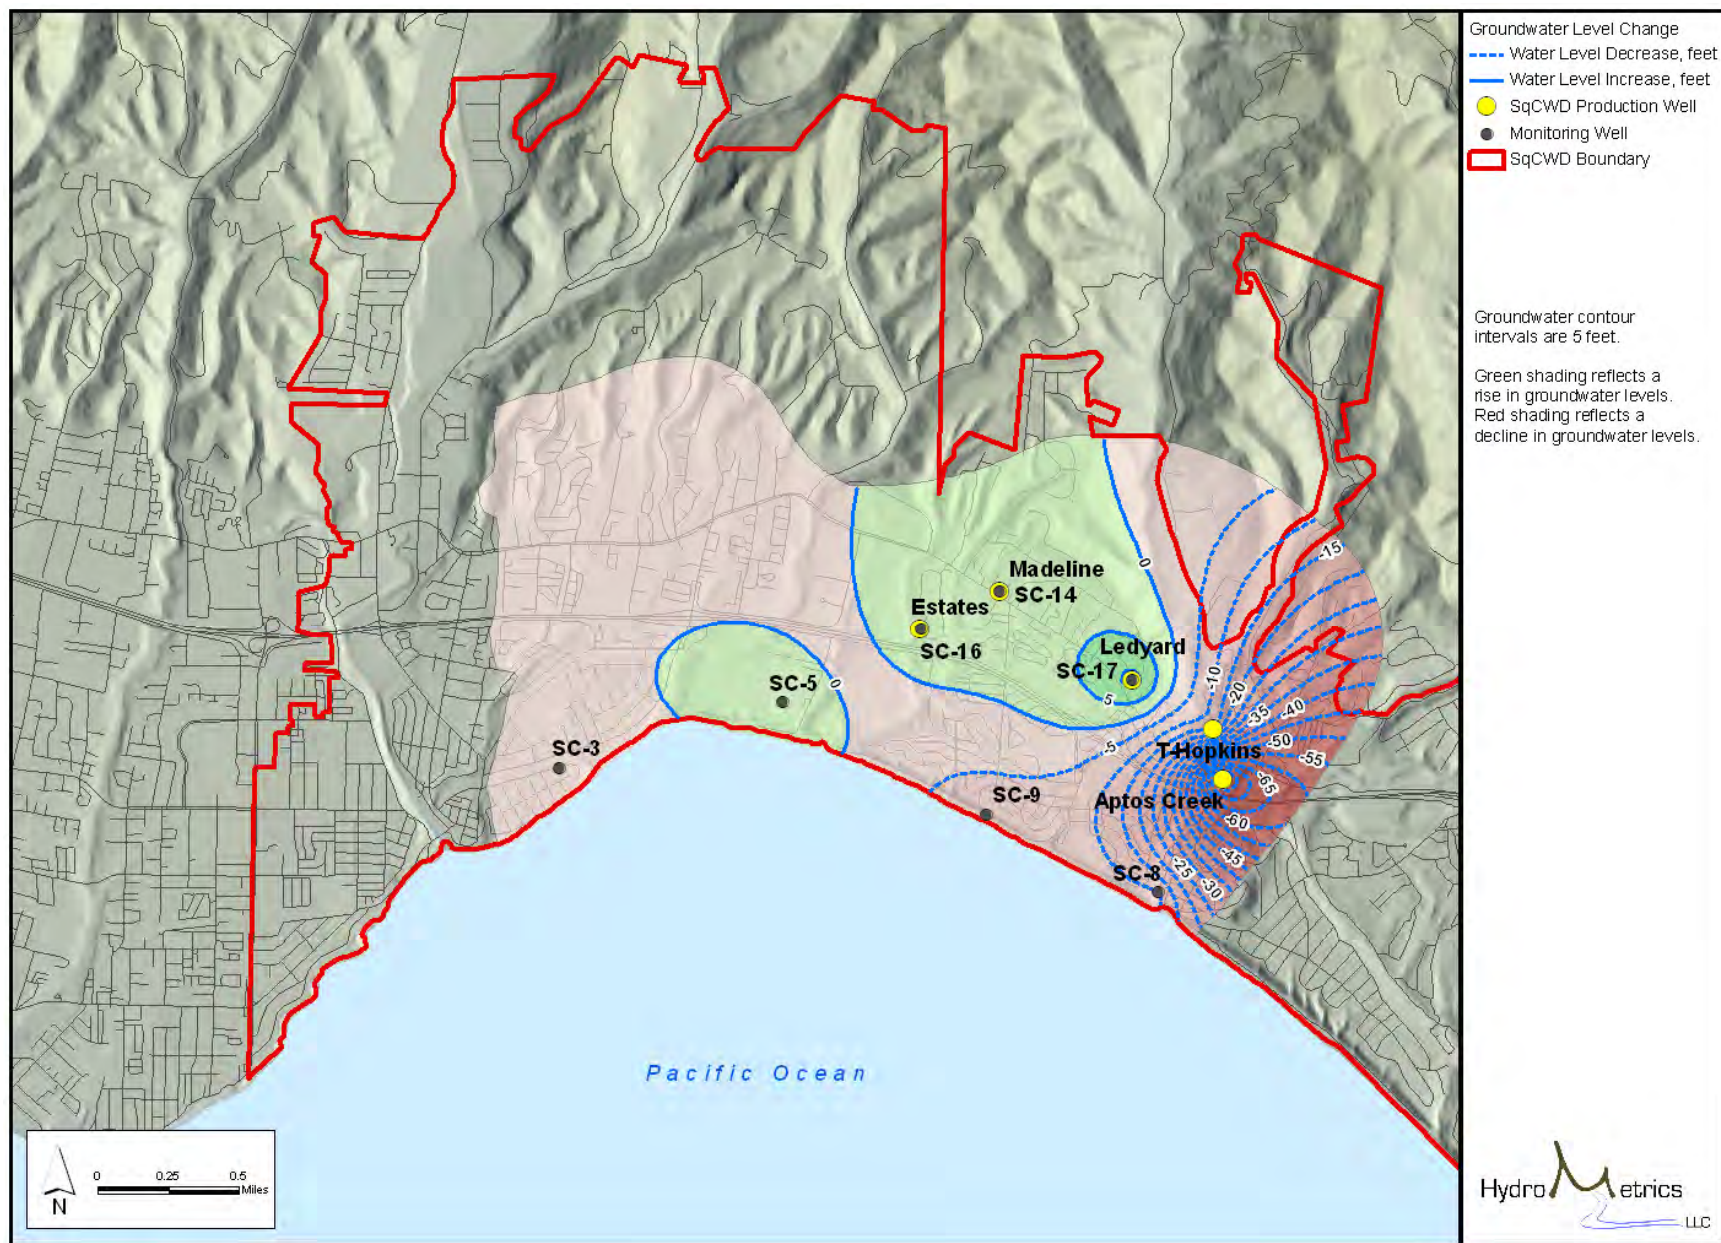 Groundwater Level Change
Water Level Decrease, feet
Water Level Increase, feet
SqCWD Production Well
Monitoring Well
SqCWD Boundary
Groundwater contour
intervals are 5 feet.
Green shading reflects a
rise in groundwater levels.
Red shading reflects a
decline in groundwater levels.
-15
0
Madeline
SC-14
Estates
SC-16
Ledyard
SC-17
5
SC-5
0
-10
-20
-35
-40
-5
T-Hopkins
-50
-55
SC-3
-65
SC-9
Aptos Creek
-60
-45
SC-8
-25
-30
Pacific Ocean
0
0.25
0.5
Miles
N
Hydro Metrics
LLC